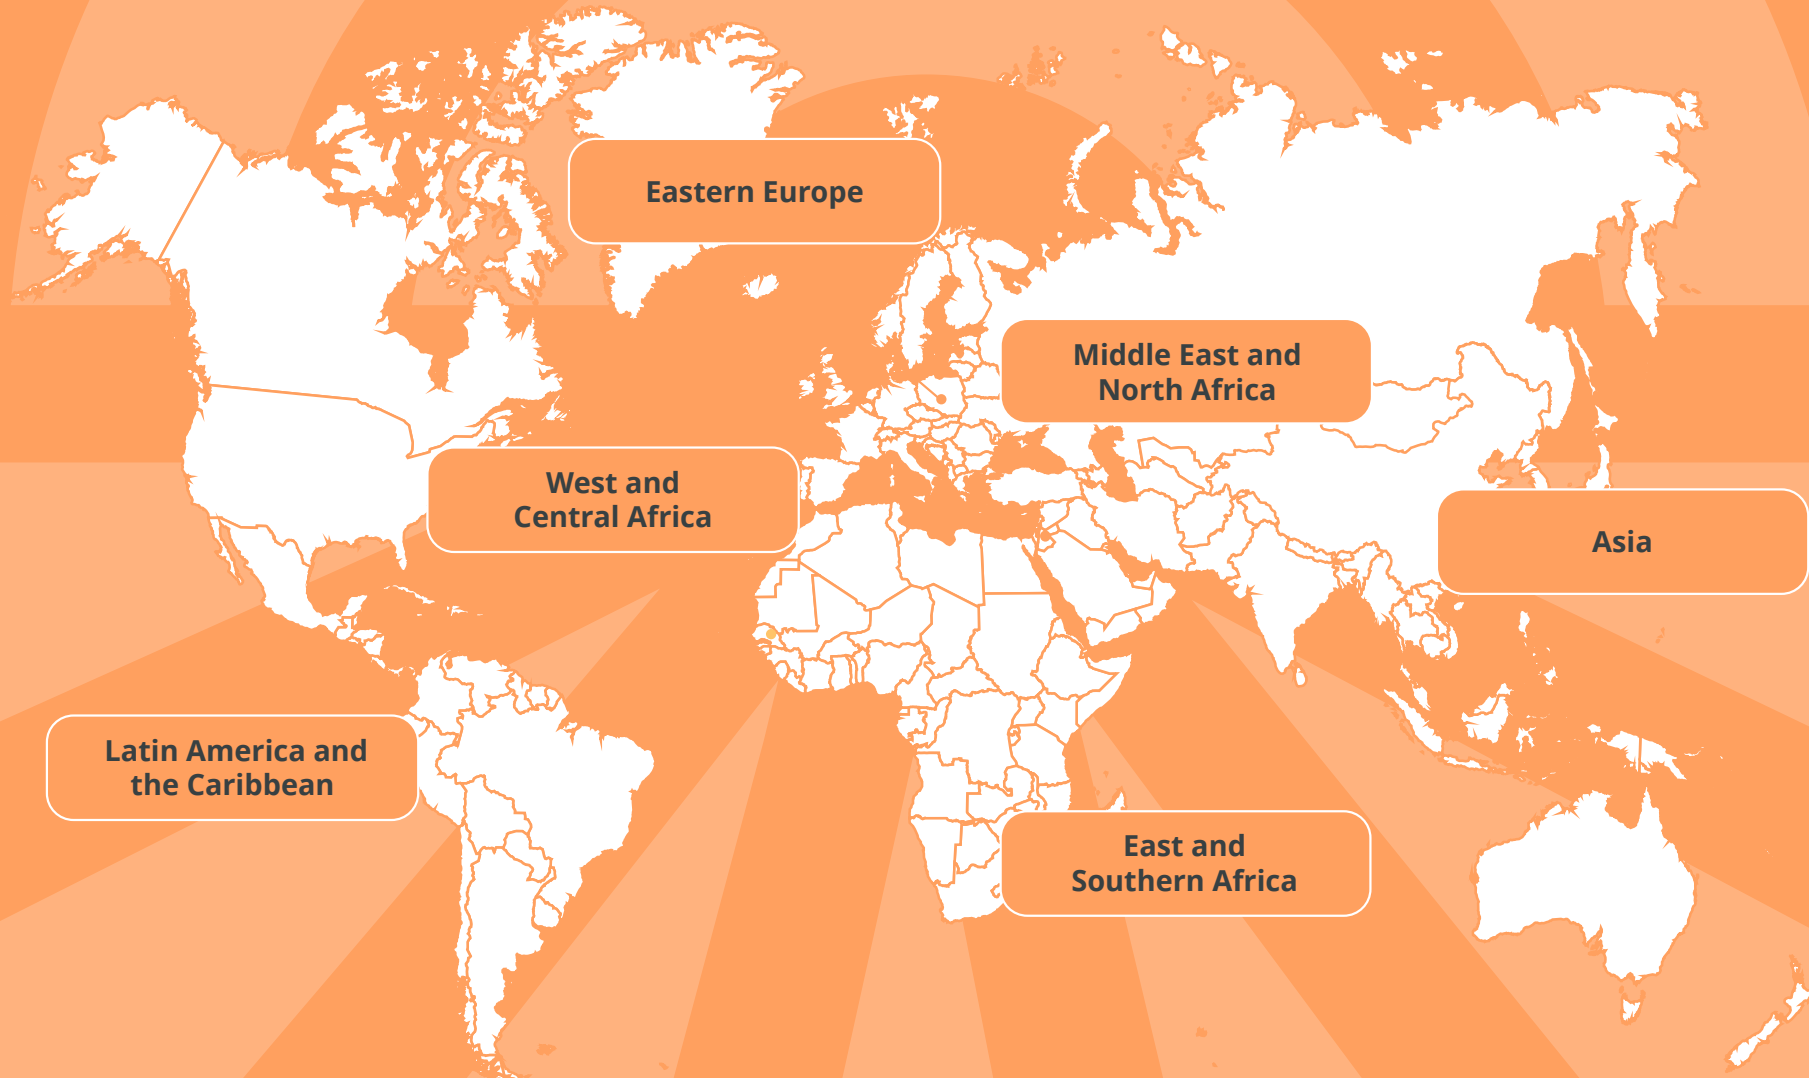 Eastern Europe
Middle East and
North Africa
West and
Central Africa
Asia
Latin America and
the Caribbean
East and
Southern Africa